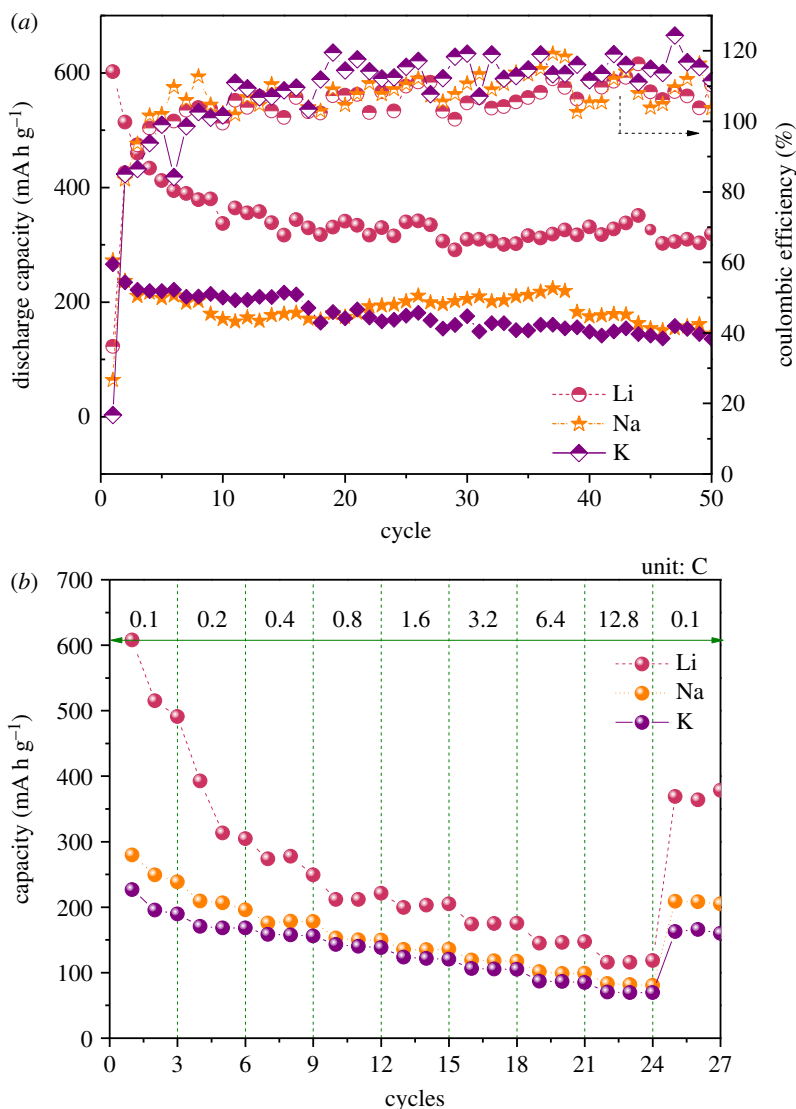 (a)
600
400
200
0
discharge capacity (mA h g⁻¹)
120
100
80
60
40
20
0
coulombic efficiency (%)
Li
Na
K
0 10 20 30 40 50
cycle
(b)
unit: C
700
600
500
400
300
200
100
0
capacity (mA h g⁻¹)
0.1 0.2 0.4 0.8 1.6 3.2 6.4 12.8 0.1
Li
Na
K
0 3 6 9 12 15 18 21 24 27
cycles